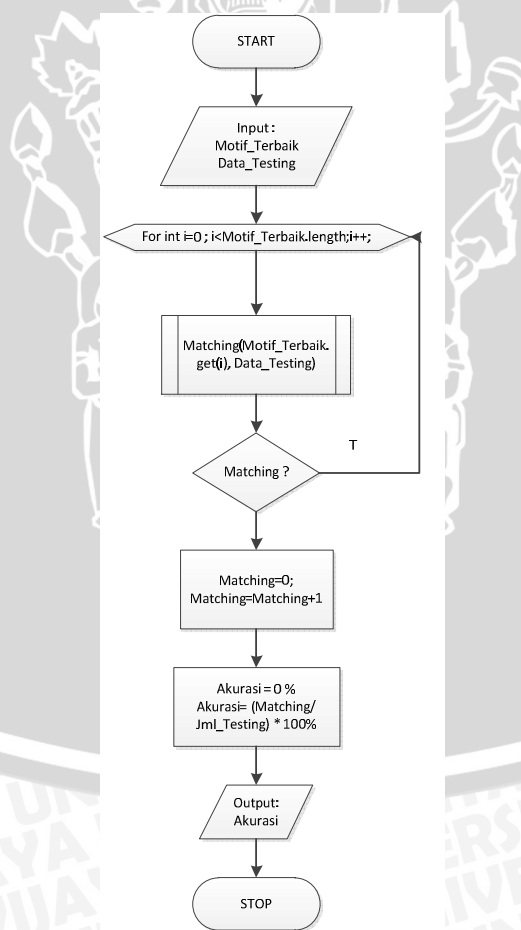 START
Input:
Motif_Terbaik
Data_Testing
For int i=0 ; i<Motif_Terbaik.length;i++;
Matching(Motif_Terbaik.
get(i), Data_Testing)
T
Matching ?
Matching=0;
Matching=Matching+1
Akurasi = 0 %
Akurasi= (Matching/
Jml_Testing) * 100%
Output:
Akurasi
STOP